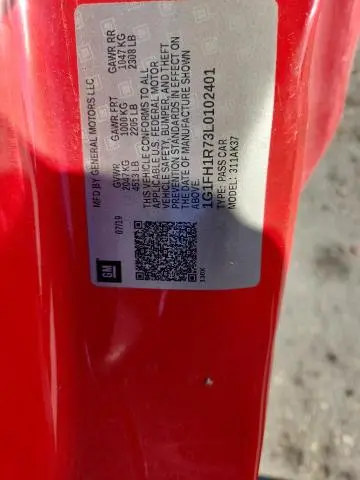 MFD BY GENERAL MOTORS LLC
07/19
GVWR
2047 KG
4513 LB
GAWR FRT
1000 KG
2205 LB
GAWR RR
1047 KG
2308 LB
THIS VEHICLE CONFORMS TO ALL
APPLICABLE U.S. FEDERAL MOTOR
VEHICLE SAFETY, BUMPER, AND THEFT
PREVENTION STANDARDS IN EFFECT ON
THE DATE OF MANUFACTURE SHOWN
ABOVE.
1G1FH1R73L0102401
TYPE: PASS CAR
MODEL: 311AK37
GM
130X